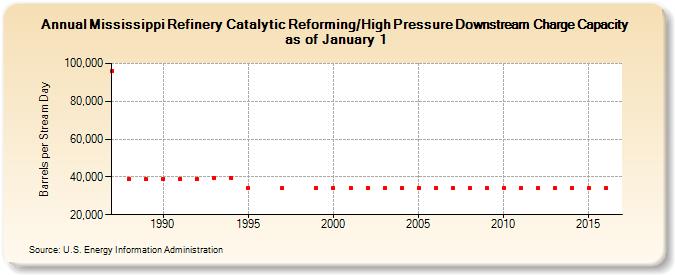 Annual Mississippi Refinery Catalytic Reforming/High Pressure Downstream Charge Capacity
as of January 1
Barrels per Stream Day
100,000
80,000
60,000
40,000
20,000
1990 1995 2000 2005 2010 2015
Source: U.S. Energy Information Administration